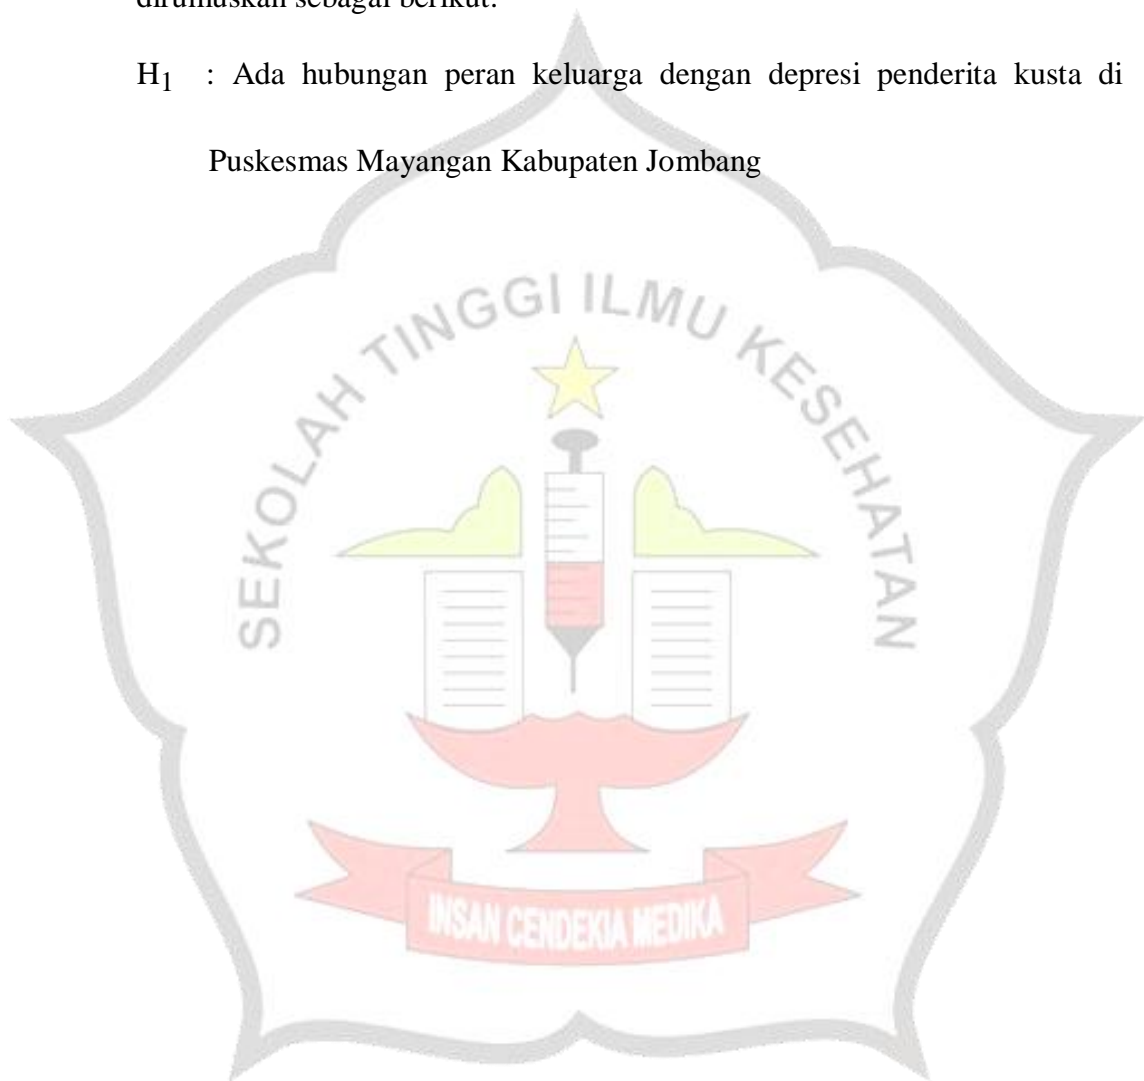 dirumuskan sebagai berikut:
H1 : Ada hubungan peran keluarga dengan depresi penderita kusta di
Puskesmas Mayangan Kabupaten Jombang
SEKOLAH TINGGI ILMU KESEHATAN
INSAN CENDEKIA MEDIKA